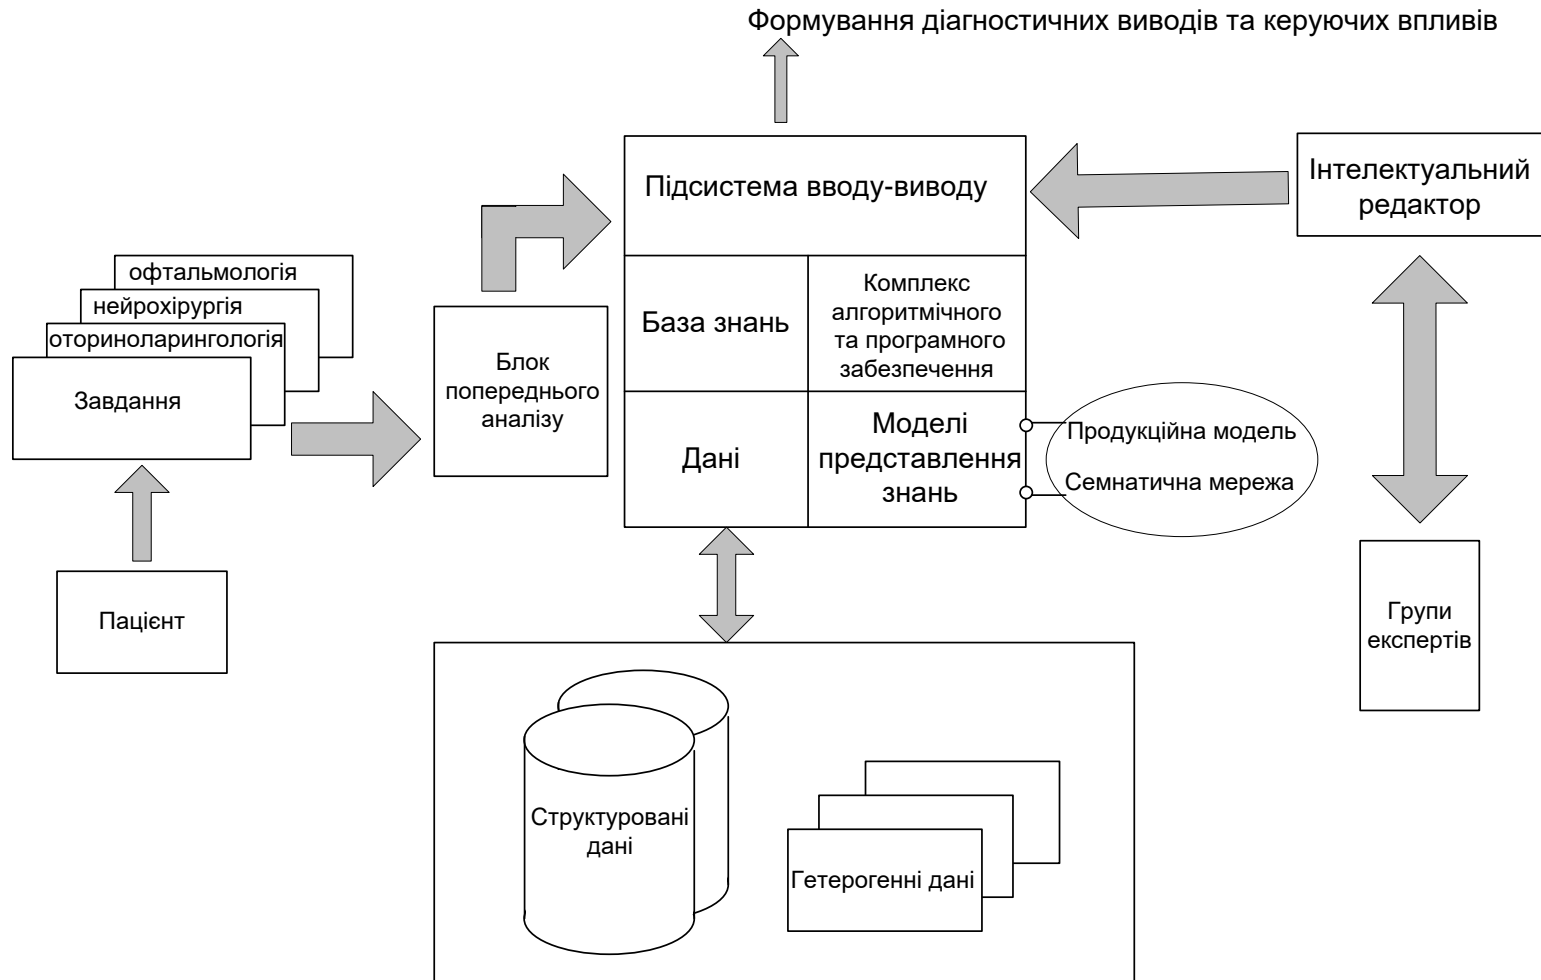 Формування діагностичних виводів та керуючих впливів
Підсистема вводу-виводу
Інтелектуальний
редактор
офтальмологія
нейрохірургія
оториноларингологія
Завдання
Блок
попереднього
аналізу
База знань
Комплекс
алгоритмічного
та програмного
забезпечення
Дані
Моделі
представлення
знань
Продукційна модель
Семнатична мережа
Пацієнт
Групи
експертів
Структуровані
дані
Гетерогенні дані